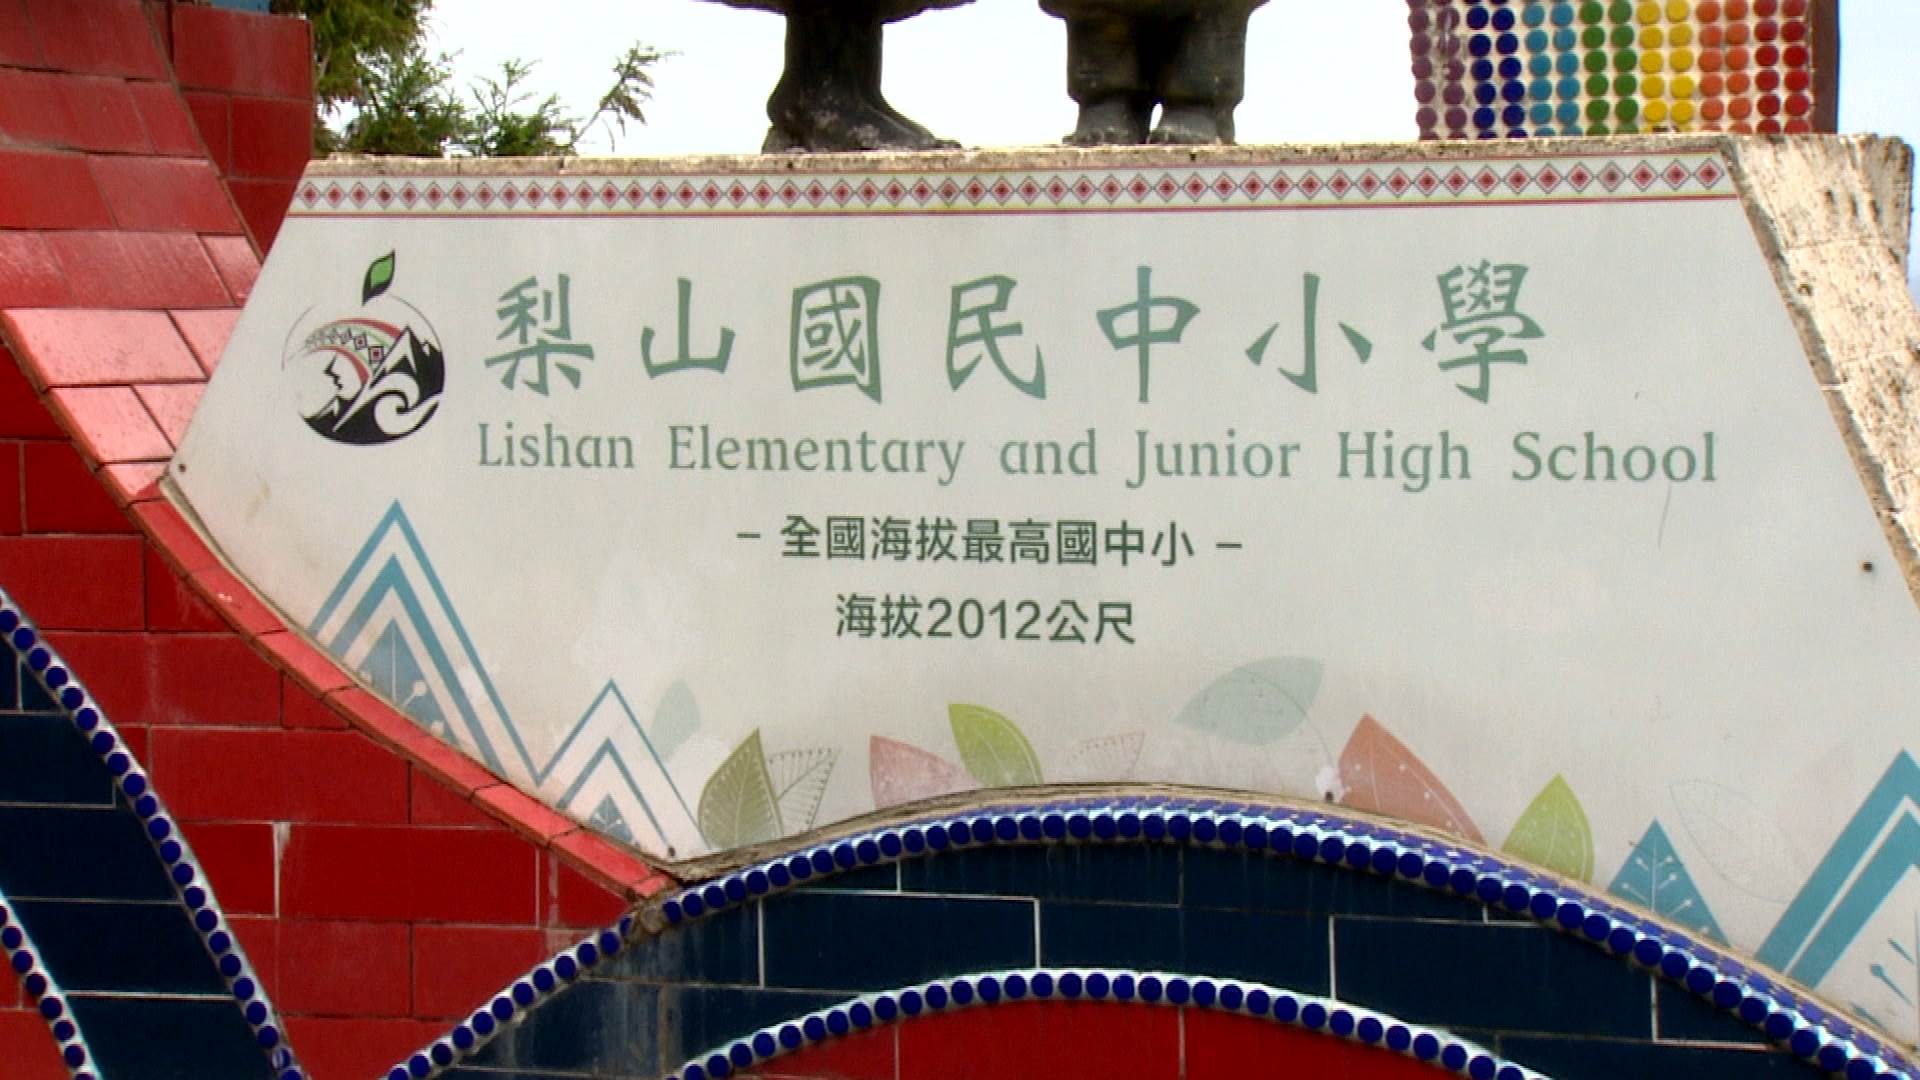 梨山國民中小學
Lishan Elementary and Junior High School
– 全國海拔最高國中小 –
海拔2012公尺